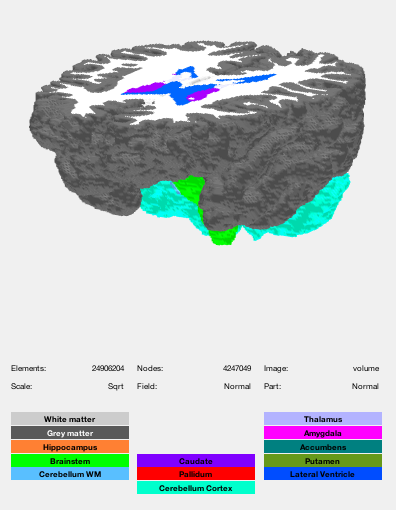 Elements: 24906204 Nodes: 4247049 Image: volume
Scale: Sqrt Field: Normal Part: Normal
White matter Thalamus
Grey matter Amygdala
Hippocampus Accumbens
Brainstem Caudate Putamen
Cerebellum WM Pallidum Lateral Ventricle
Cerebellum Cortex